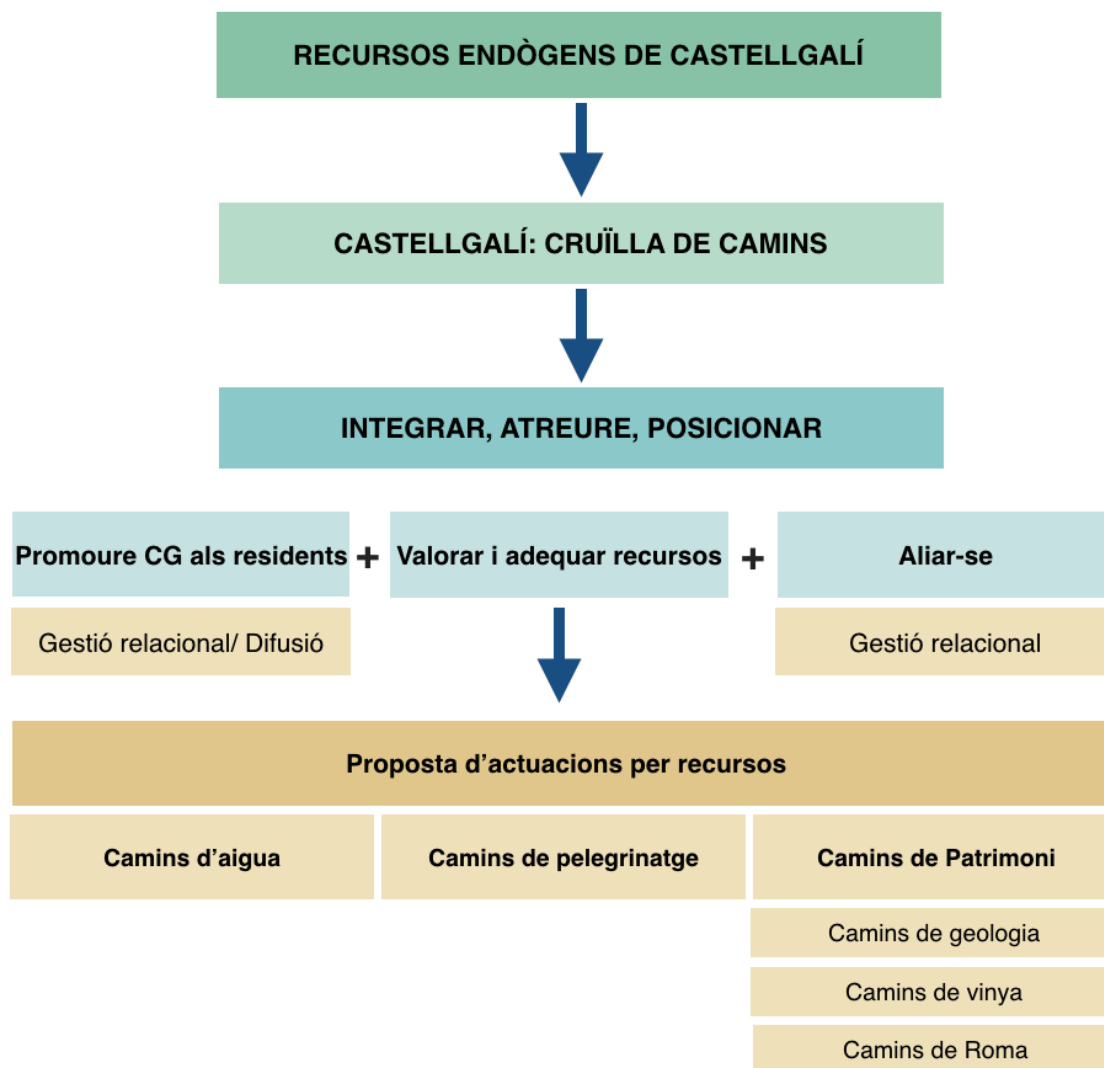 RECURSOS ENDÒGENS DE CASTELLGALÍ
CASTELLGALÍ: CRUÏLLA DE CAMINS
INTEGRAR, ATREURE, POSICIONAR
Promoure CG als residents + Valorar i adequar recursos + Aliar-se
Gestió relacional/ Difusió
Gestió relacional
Proposta d’actuacions per recursos
Camins d’aigua
Camins de pelegrinatge
Camins de Patrimoni
Camins de geologia
Camins de vinya
Camins de Roma